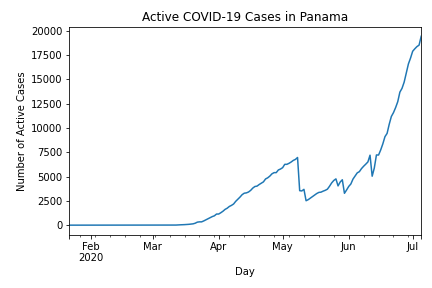 Active COVID-19 Cases in Panama
Number of Active Cases
20000
17500
15000
12500
10000
7500
5000
2500
0
Feb Mar Apr May Jun Jul
2020
Day